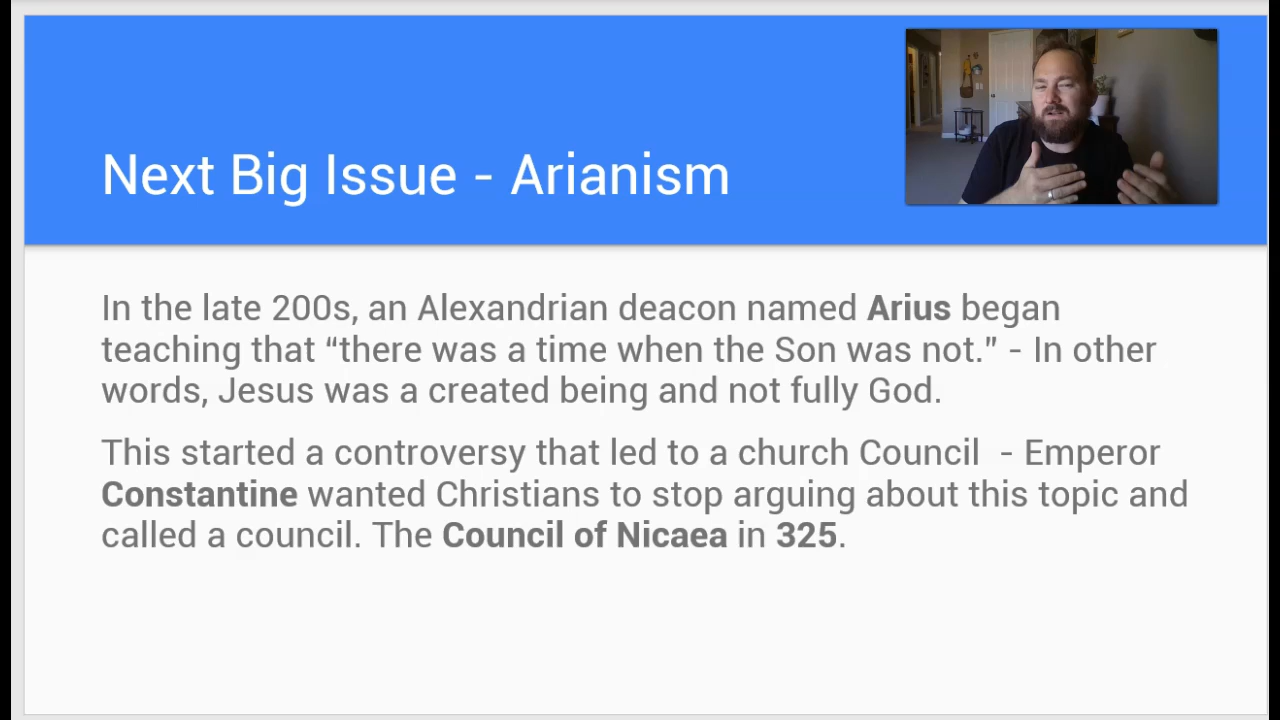 Next Big Issue - Arianism
In the late 200s, an Alexandrian deacon named Arius began
teaching that “there was a time when the Son was not.” - In other
words, Jesus was a created being and not fully God.
This started a controversy that led to a church Council  - Emperor
Constantine wanted Christians to stop arguing about this topic and
called a council. The Council of Nicaea in 325.